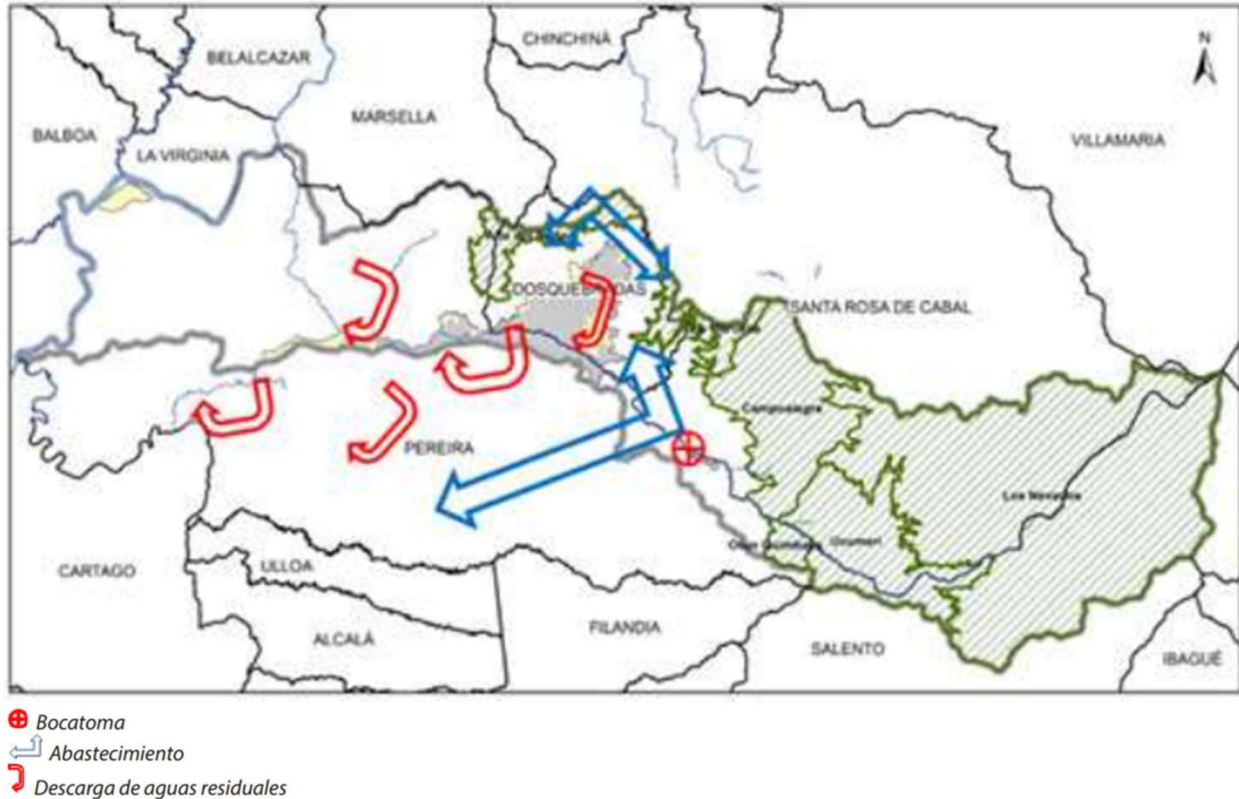 CHINCHINÁ
N
BELALCAZAR
MARSELLA
BALBOA
LA VIRGINIA
VILLAMARIA
DOSQUEBRADAS
SANTA ROSA DE CABAL
Campoalegre
PEREIRA
Los Nevados
CARTAGO
ULLOA
ALCALÁ
FILANDIA
SALENTO
IBAGUÉ
Bocatoma
Abastecimiento
Descarga de aguas residuales